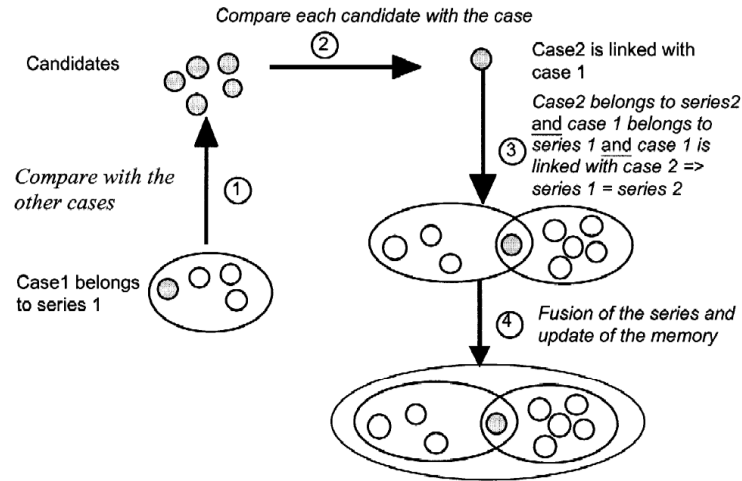 Compare each candidate with the case
2
Candidates
Case2 is linked with
case 1
Case2 belongs to series2
and case 1 belongs to
series 1 and case 1 is
linked with case 2 =>
series 1 = series 2
3
Compare with the
other cases
1
Case1 belongs
to series 1
4
Fusion of the series and
update of the memory